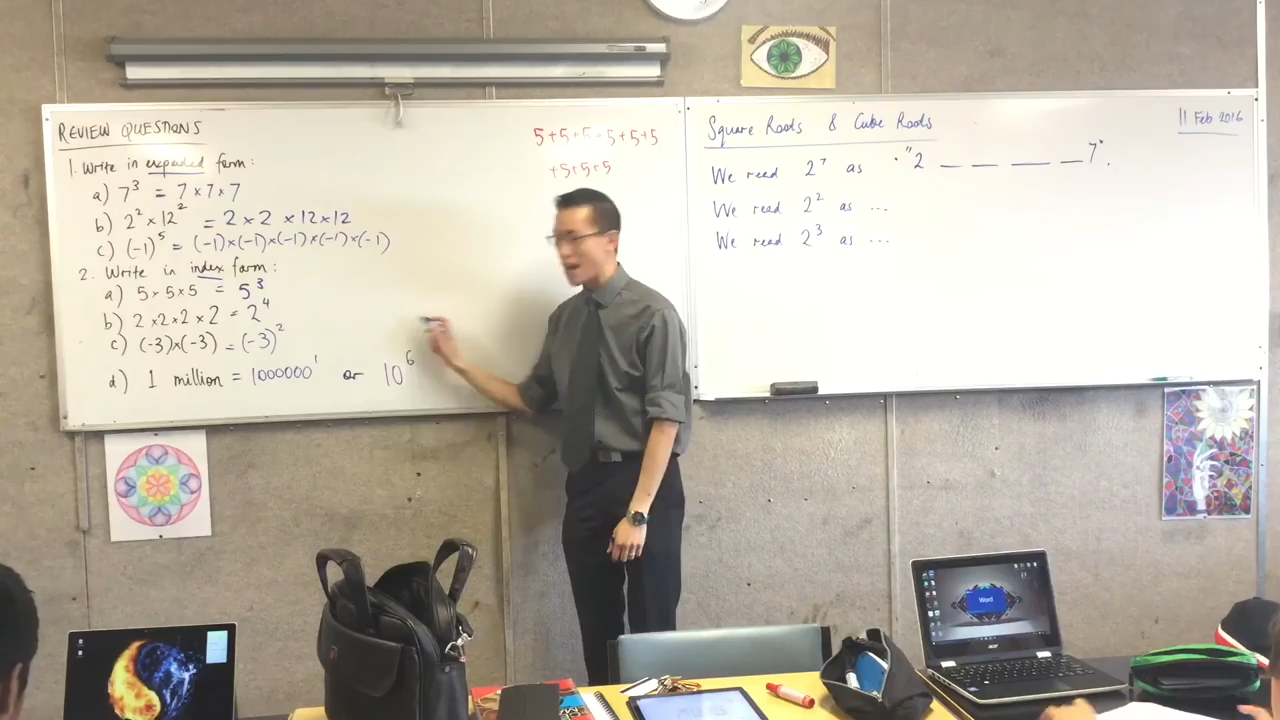 REVIEW QUESTIONS
1. Write in expanded form:
a) 7³ = 7×7×7
b) 2²×12² = 2×2×12×12
c) (-1)⁵ = (-1)×(-1)×(-1)×(-1)×(-1)
2. Write in index form:
a) 5×5×5 = 5³
b) 2×2×2×2 = 2⁴
c) (-3)×(-3) = (-3)²
d) 1 million = 1000000¹ or 10⁶
5+5+5+5+5+5
+5+5+5
Square Roots & Cube Roots
11 Feb 2016
We read 2⁷ as "2 _ _ _ _ 7".
We read 2² as ...
We read 2³ as ...
Word
acer